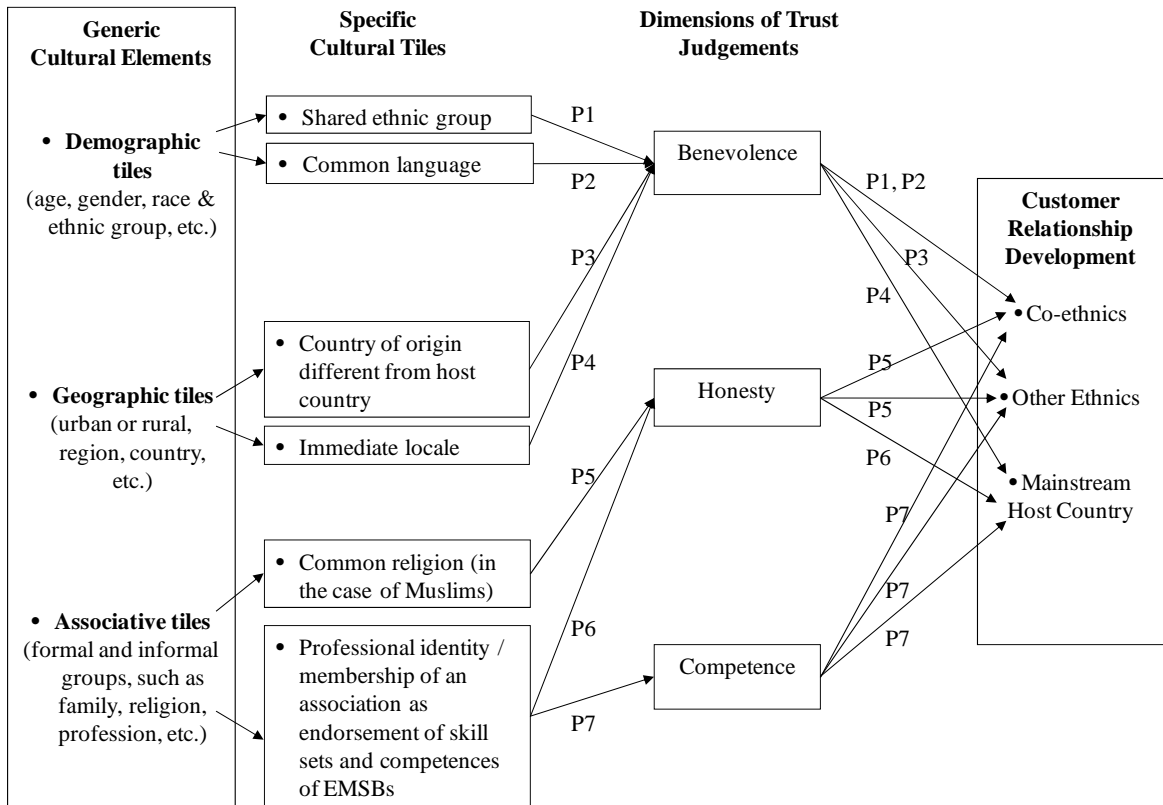 Generic
Cultural Elements
• Demographic
tiles
(age, gender, race &
ethnic group, etc.)
• Geographic tiles
(urban or rural,
region, country,
etc.)
• Associative tiles
(formal and informal
groups, such as
family, religion,
profession, etc.)
Specific
Cultural Tiles
• Shared ethnic group
• Common language
• Country of origin
different from host
country
• Immediate locale
• Common religion (in
the case of Muslims)
• Professional identity /
membership of an
association as
endorsement of skill
sets and competences
of EMSBs
P1
P2
P3
P4
P5
P6
P7
Dimensions of Trust
Judgements
Benevolence
Honesty
Competence
P1, P2
P3
P4
P5
P5
P6
P7
P7
P7
Customer
Relationship
Development
• Co-ethnics
• Other Ethnics
• Mainstream
Host Country